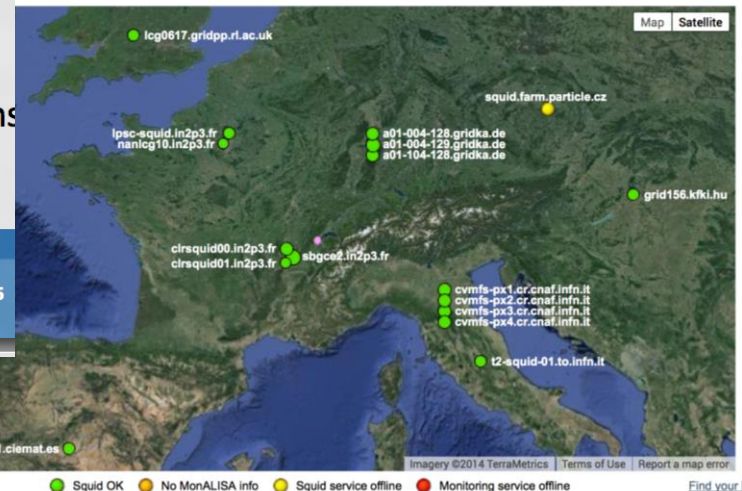 Map Satellite
lcg0617.gridpp.rl.ac.uk
squid.farm.particle.cz
lpsc-squid.in2p3.fr
nanlcg10.in2p3.fr
a01-004-128.gridka.de
a01-004-129.gridka.de
a01-104-128.gridka.de
grid156.kfki.hu
clrsquid00.in2p3.fr
sbgce2.in2p3.fr
clrsquid01.in2p3.fr
cvmfs-px1.cr.cnaf.infn.it
cvmfs-px2.cr.cnaf.infn.it
cvmfs-px3.cr.cnaf.infn.it
cvmfs-px4.cr.cnaf.infn.it
t2-squid-01.to.infn.it
.ciemat.es
Imagery ©2014 TerraMetrics Terms of Use Report a map error
Squid OK No MonALISA info Squid service offline Monitoring service offline Find your